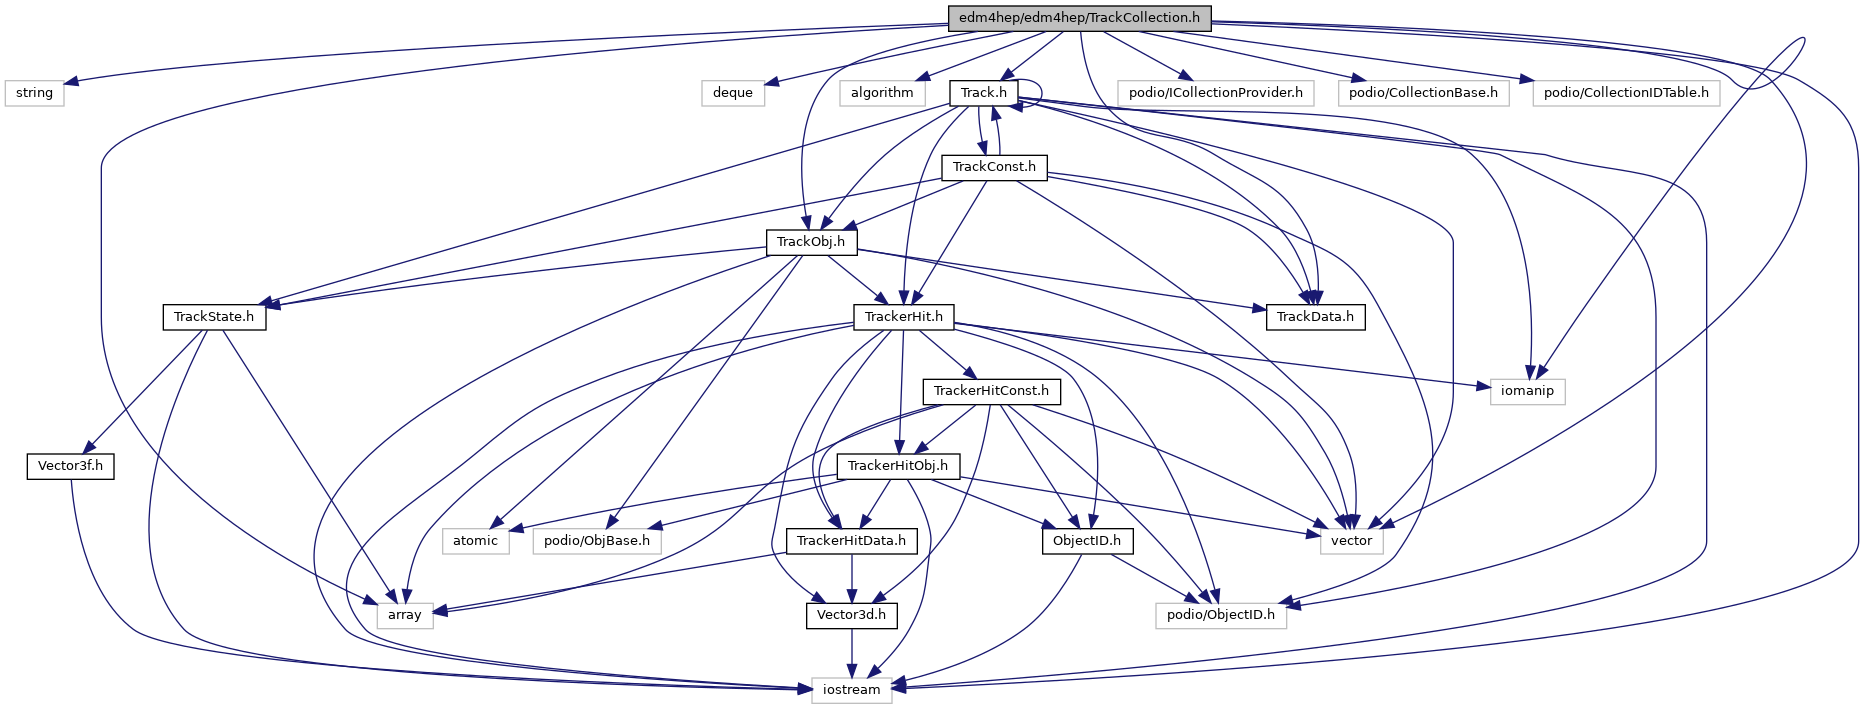 edm4hep/edm4hep/TrackCollection.h
string
deque
algorithm
Track.h
podio/ICollectionProvider.h
podio/CollectionBase.h
podio/CollectionIDTable.h
TrackConst.h
TrackObj.h
TrackState.h
TrackerHit.h
TrackData.h
TrackerHitConst.h
iomanip
Vector3f.h
TrackerHitObj.h
atomic
podio/ObjBase.h
TrackerHitData.h
ObjectID.h
vector
array
Vector3d.h
podio/ObjectID.h
iostream